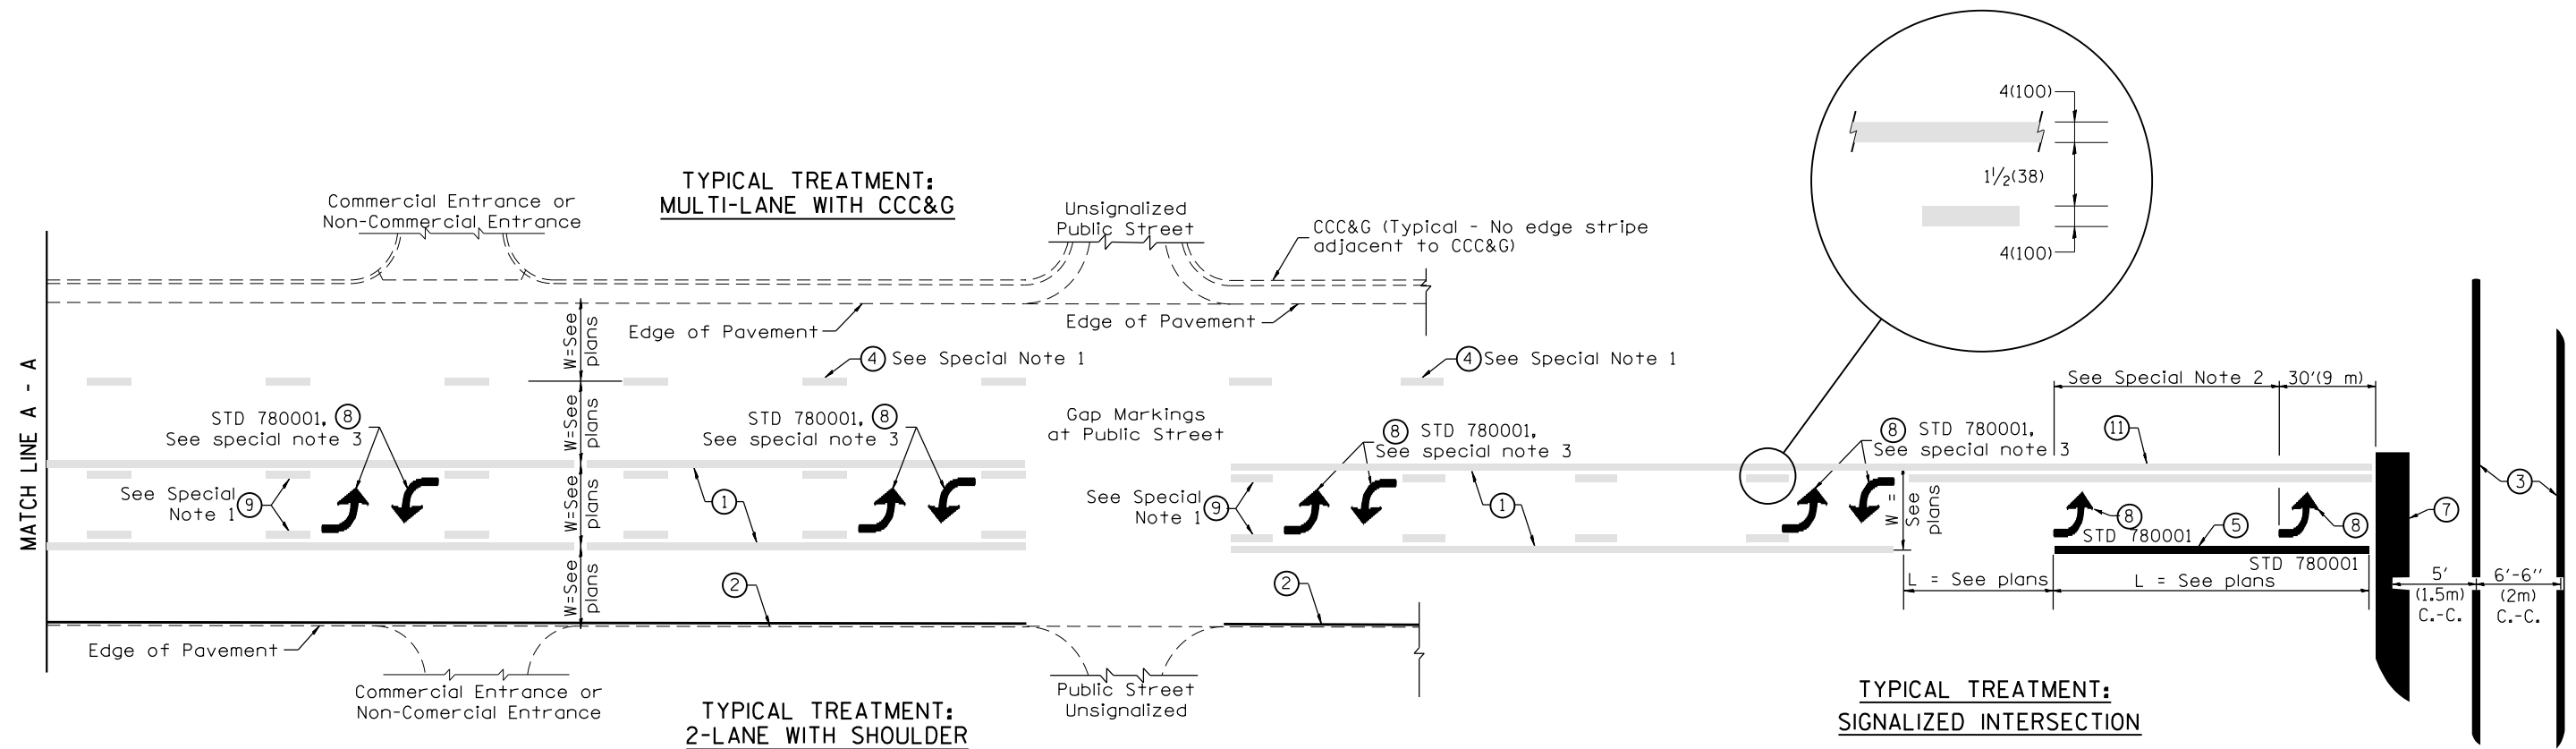 TYPICAL TREATMENT:
MULTI-LANE WITH CCC&G
Commercial Entrance or
Non-Commercial Entrance
Unsignalized
Public Street
CCC&G (Typical - No edge stripe
adjacent to CCC&G)
4(100)
1 1/2(38)
4(100)
Edge of Pavement
Edge of Pavement
MATCH LINE A - A
W=See
plans
W=See
plans
W=See
plans
W=See
plans
4 See Special Note 1
4 See Special Note 1
STD 780001, 8
See special note 3
STD 780001, 8
See special note 3
Gap Markings
at Public Street
8 STD 780001,
See special note 3
8 STD 780001,
See special note 3
See Special Note 2
30'(9 m)
11
See Special
Note 1 9
1
See Special
Note 1 9
1
W =
See
plans
8
STD 780001
5
8
STD 780001
3
7
2
2
L = See plans
L = See plans
5'
(1.5m)
C.-C.
6'-6''
(2m)
C.-C.
Edge of Pavement
Commercial Entrance or
Non-Comercial Entrance
Public Street
Unsignalized
TYPICAL TREATMENT:
2-LANE WITH SHOULDER
TYPICAL TREATMENT:
SIGNALIZED INTERSECTION